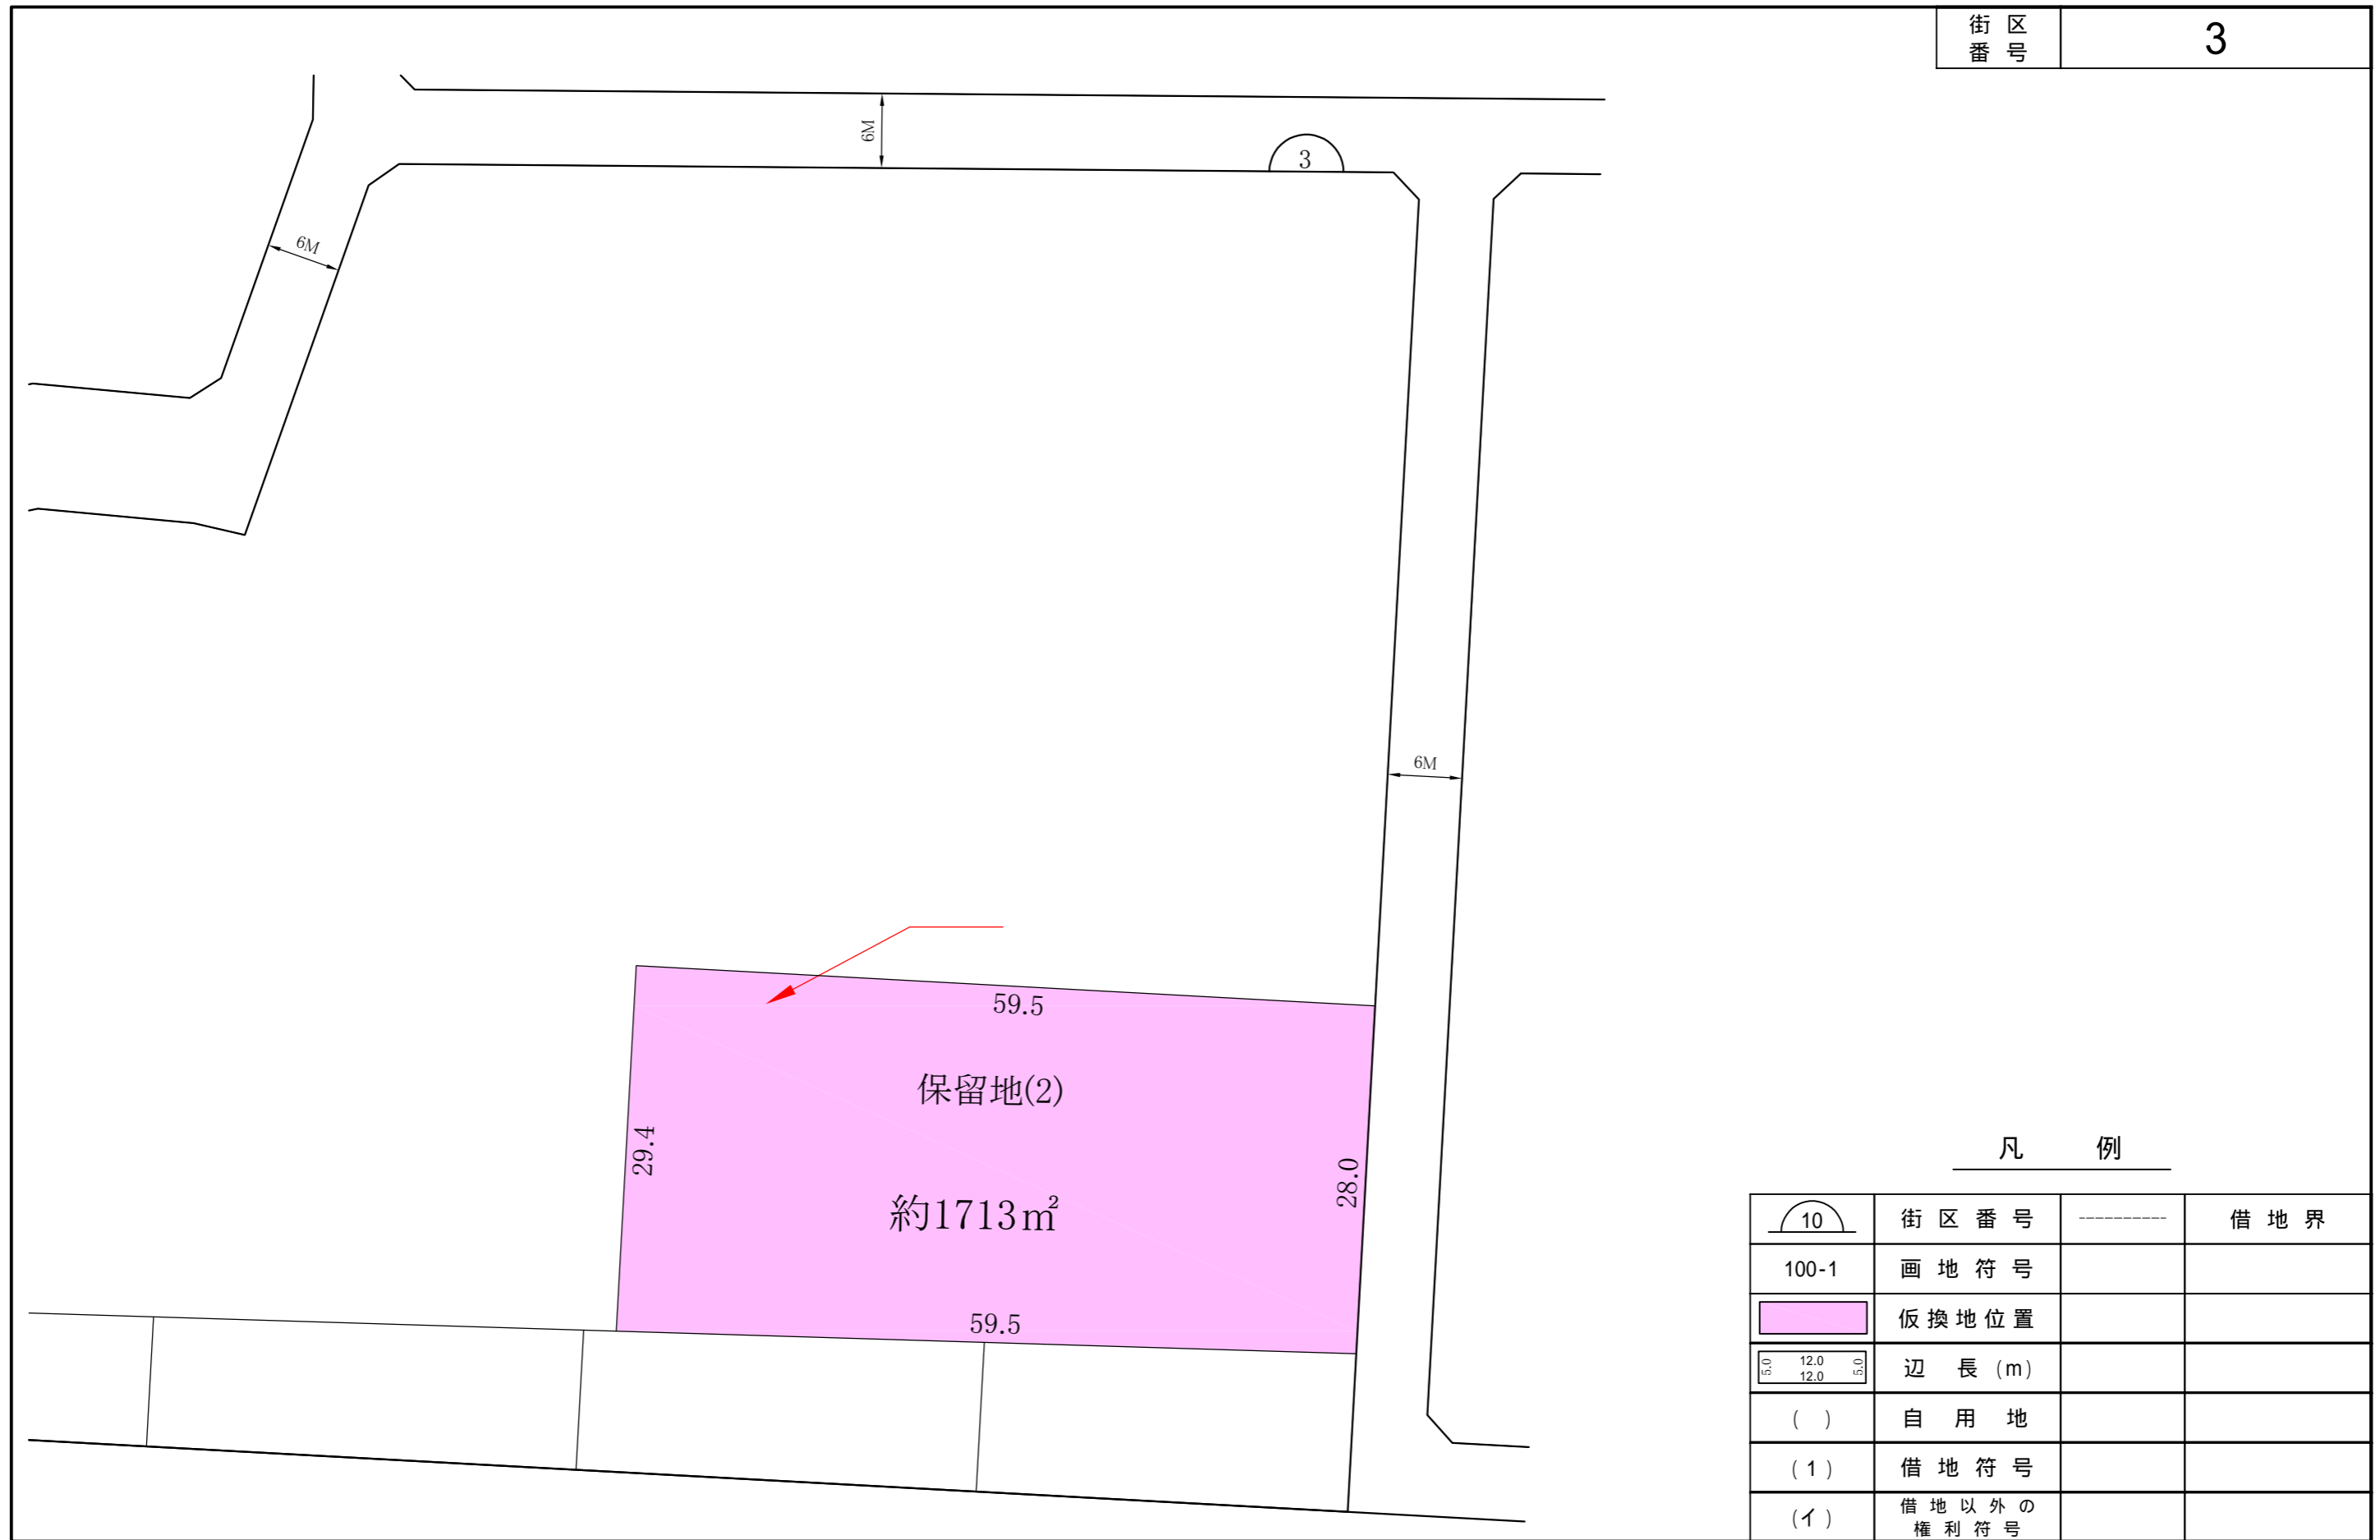 街区
番号
3
6M
3
6M
6M
59.5
保留地(2)
29.4
28.0
約1713㎡
59.5
凡 例
10 街区番号 借地界
100-1 画地符号
仮換地位置
5.0 12.0 5.0 辺長(m)
12.0
( ) 自用地
(1) 借地符号
(イ) 借地以外の
権利符号